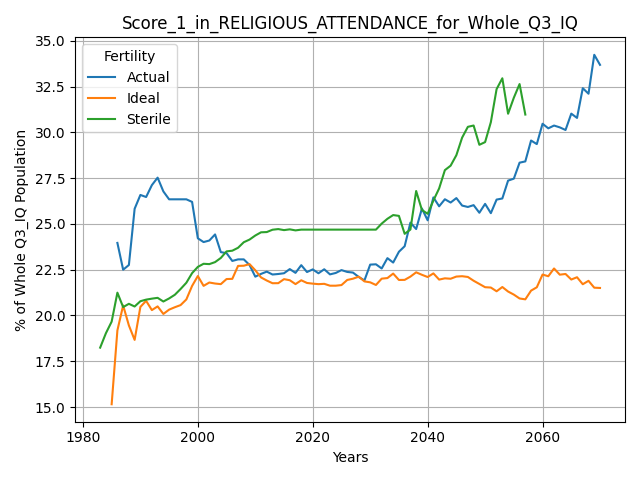 Score_1_in_RELIGIOUS_ATTENDANCE_for_Whole_Q3_IQ
35.0
32.5
30.0
27.5
25.0
22.5
20.0
17.5
15.0
% of Whole Q3_IQ Population
Fertility
Actual
Ideal
Sterile
1980 2000 2020 2040 2060
Years